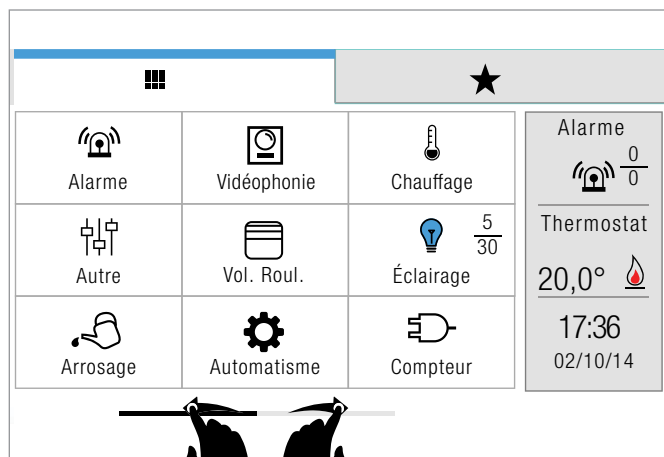 Alarme
Vidéophonie
Chauffage
Autre
Vol. Roul.
Éclairage
5
30
Arrosage
Automatisme
Compteur
Alarme
0
0
Thermostat
20,0°
17:36
02/10/14